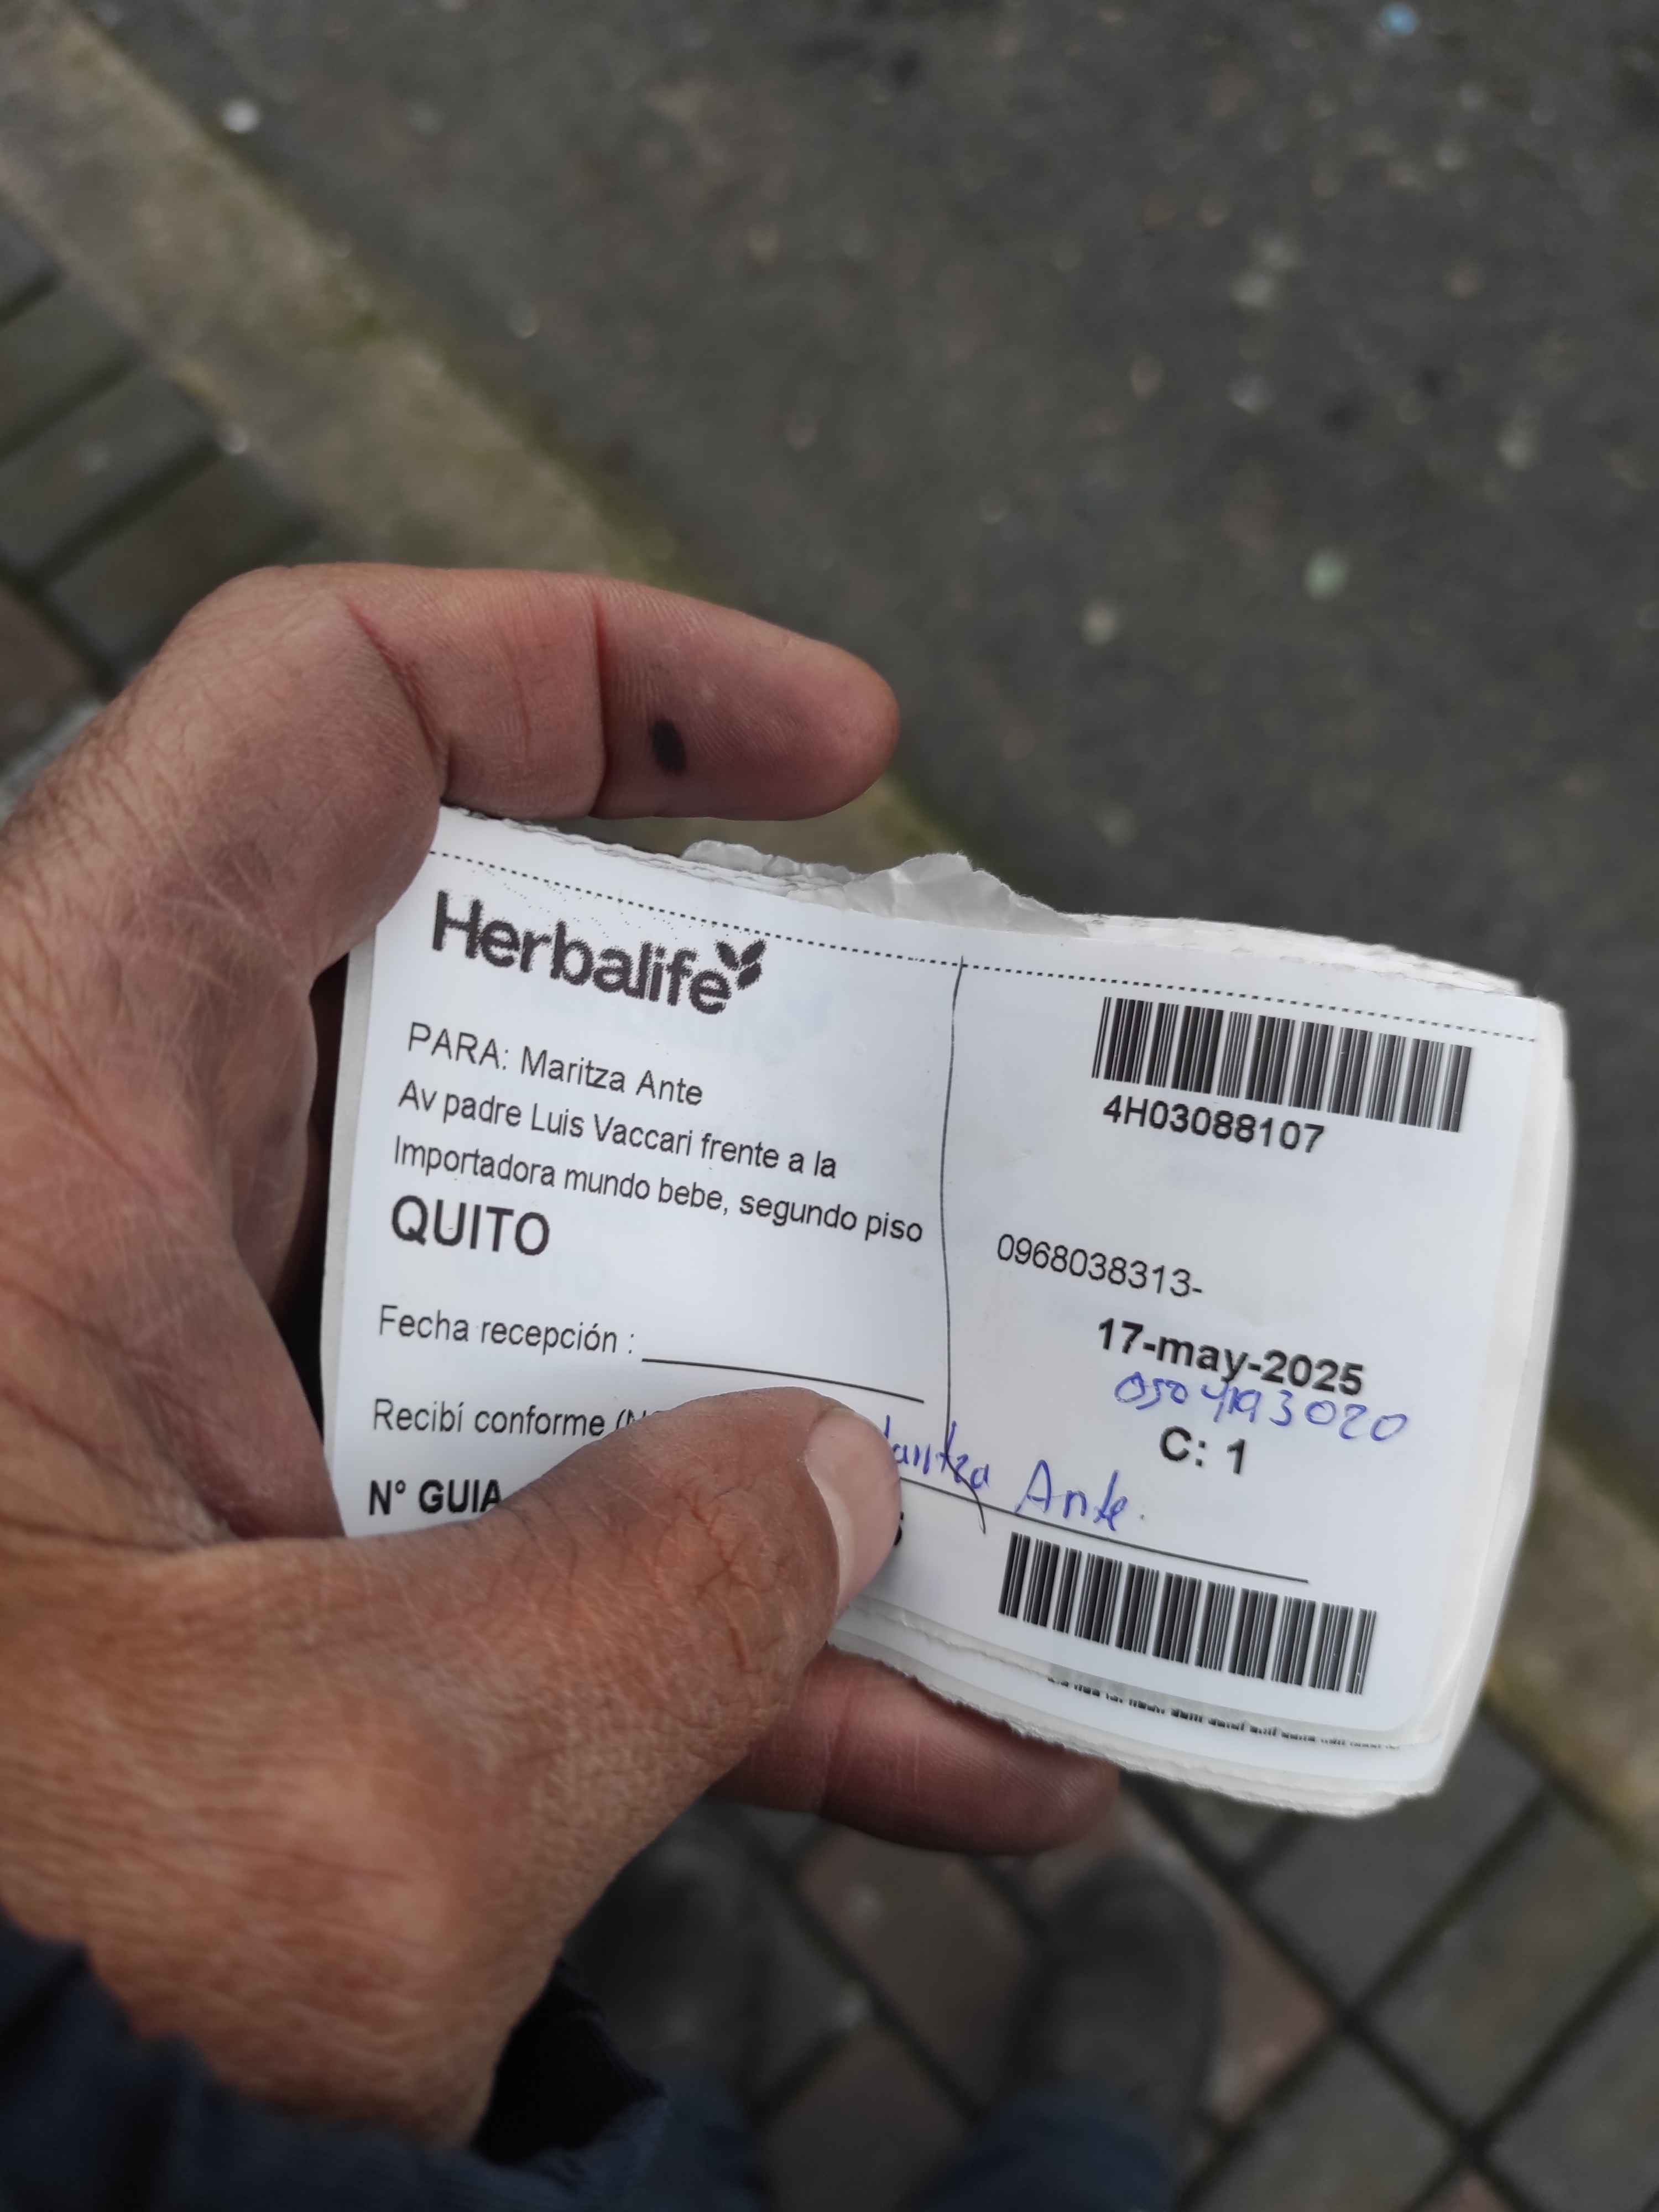 Herbalife
PARA: Maritza Ante
Av padre Luis Vaccari frente a la
Importadora mundo bebe, segundo piso
QUITO
Fecha recepción :
Recibí conforme
N° GUIA
4H03088107
0968038313-
17-may-2025
0504193020
C: 1
Ante.